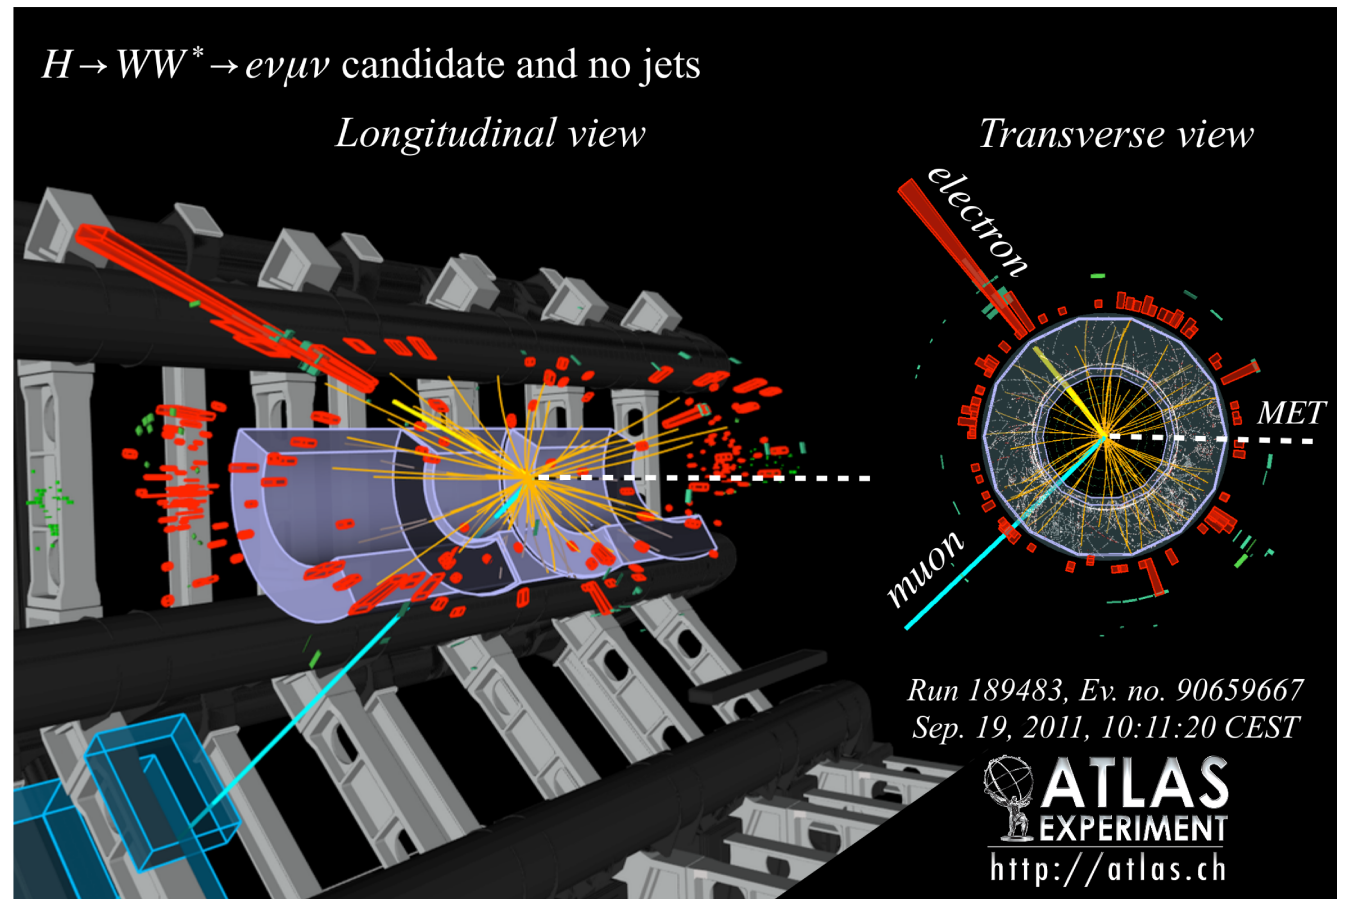 H → WW* → eνμν candidate and no jets
Longitudinal view
Transverse view
electron
MET
muon
Run 189483, Ev. no. 90659667
Sep. 19, 2011, 10:11:20 CEST
ATLAS
EXPERIMENT
http://atlas.ch